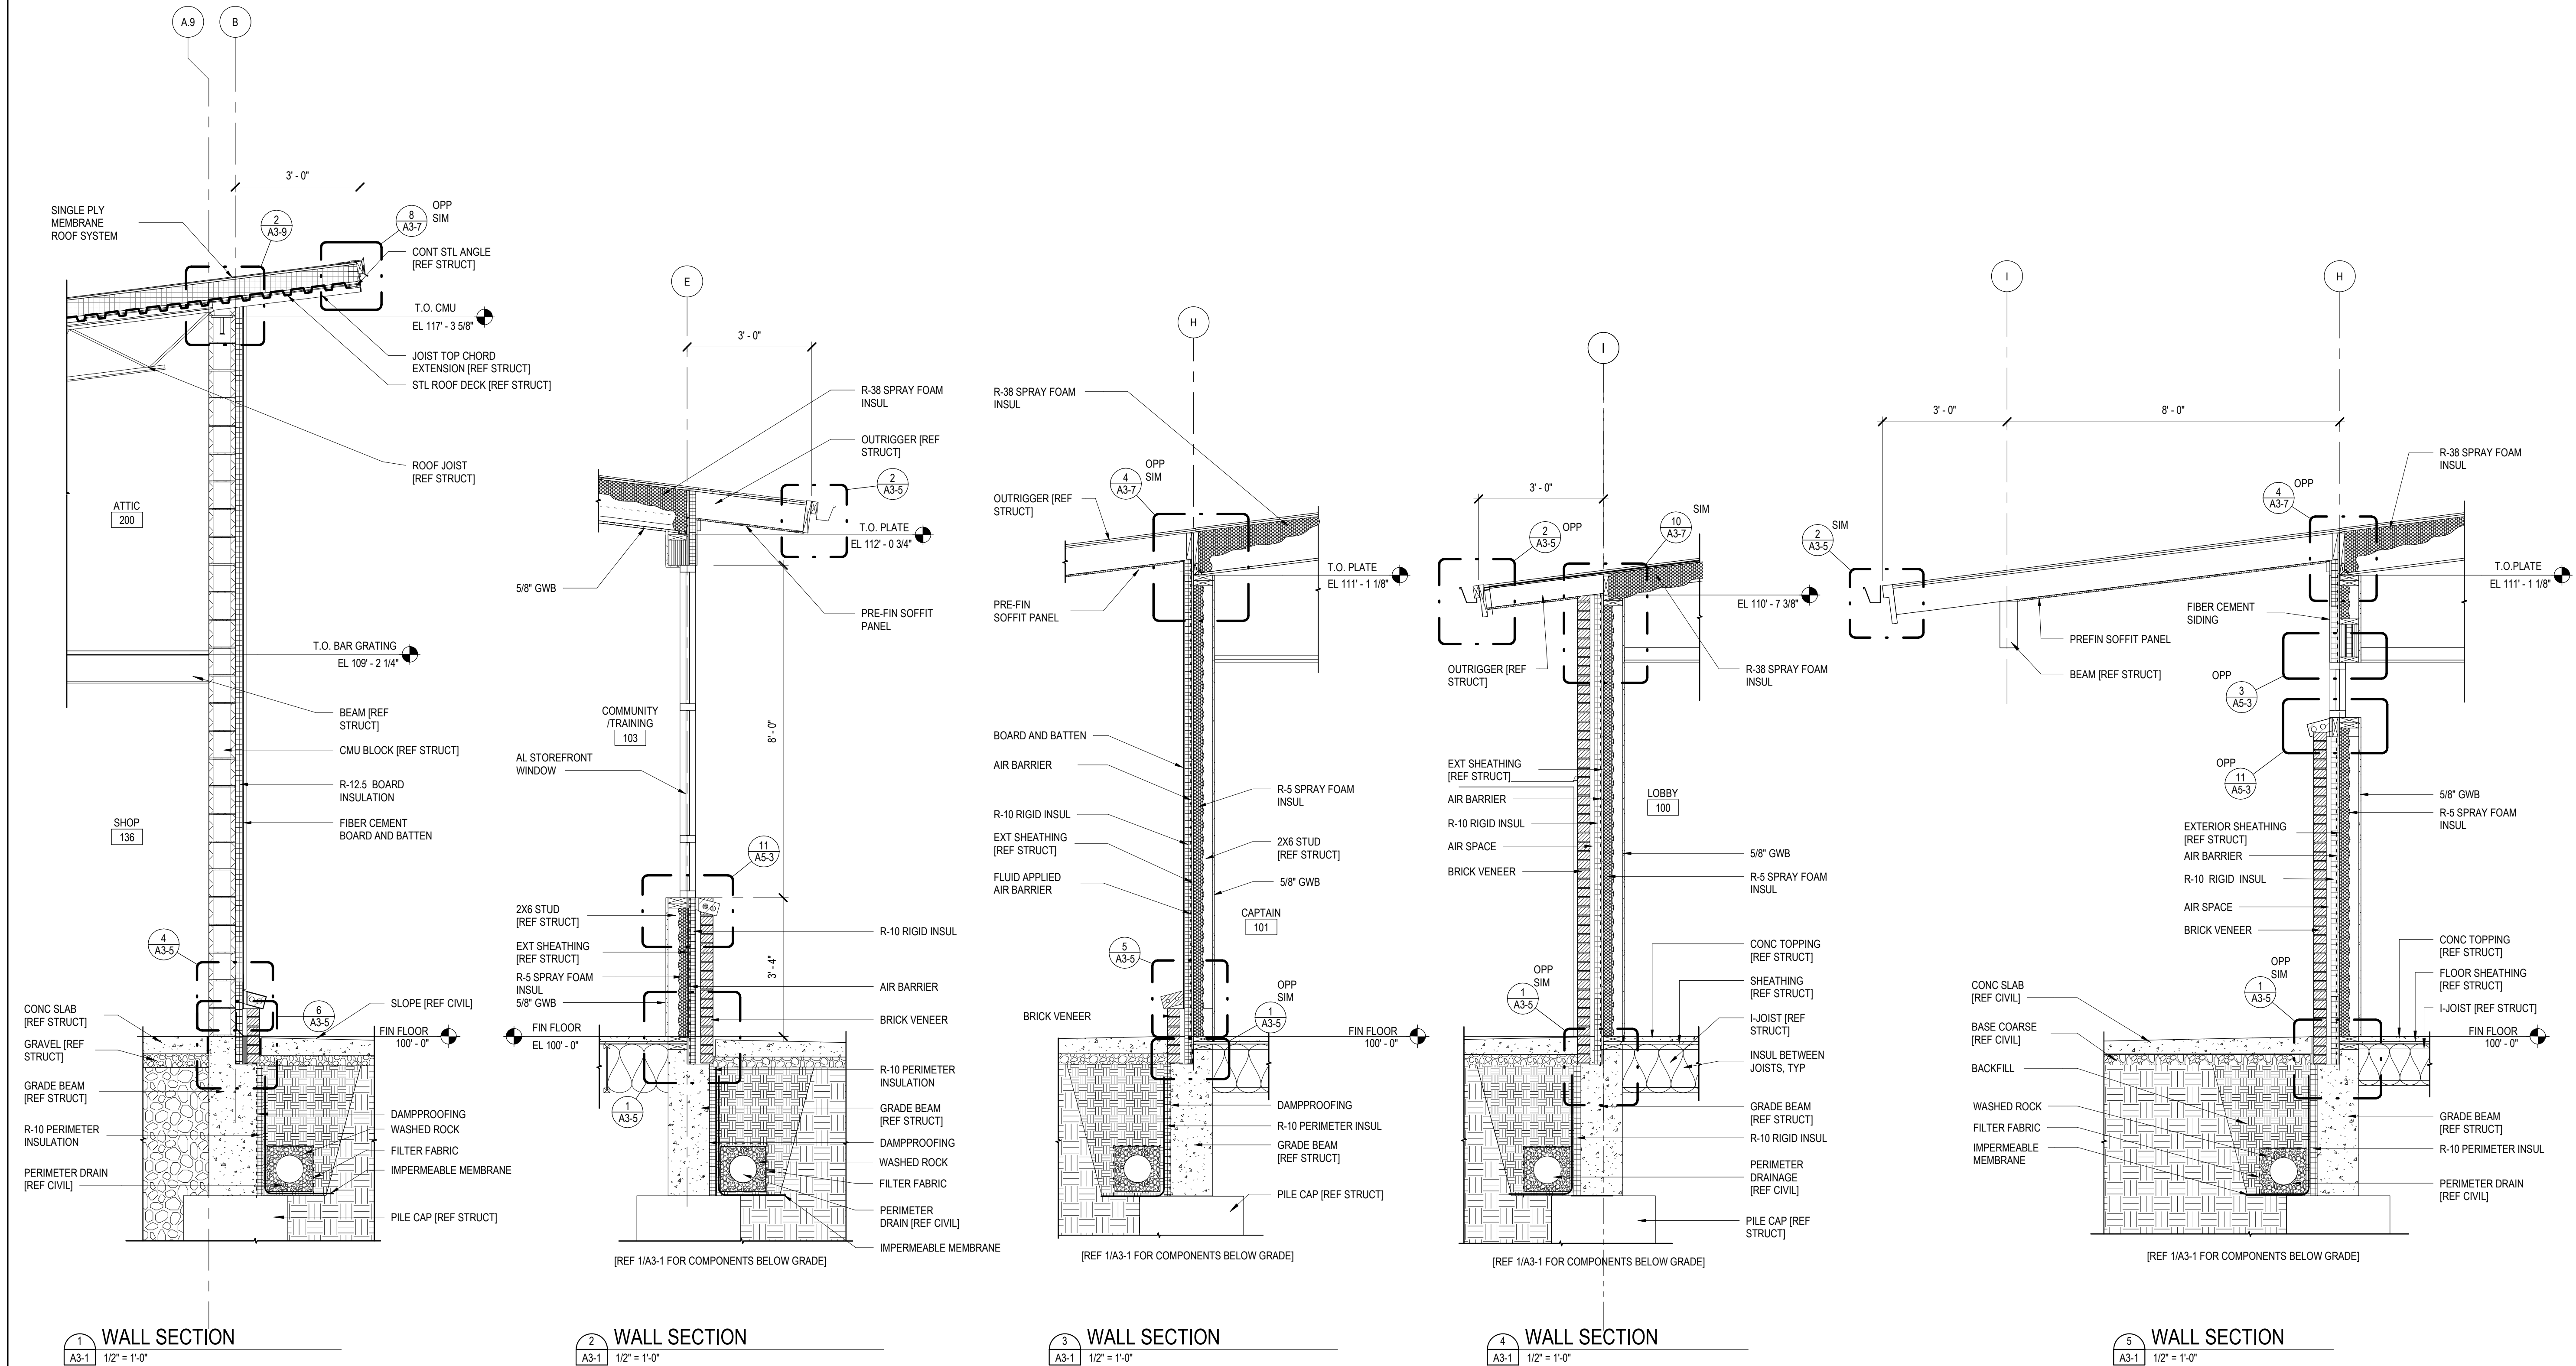 A.9
B
3' - 0"
SINGLE PLY
MEMBRANE
ROOF SYSTEM
2
A3-9
8
A3-7
OPP
SIM
CONT STL ANGLE
[REF STRUCT]
T.O. CMU
EL 117' - 3 5/8"
JOIST TOP CHORD
EXTENSION [REF STRUCT]
STL ROOF DECK [REF STRUCT]
ROOF JOIST
[REF STRUCT]
ATTIC
200
T.O. BAR GRATING
EL 109' - 2 1/4"
BEAM [REF
STRUCT]
CMU BLOCK [REF STRUCT]
R-12.5 BOARD
INSULATION
SHOP
136
FIBER CEMENT
BOARD AND BATTEN
4
A3-5
6
A3-5
SLOPE [REF CIVIL]
CONC SLAB
[REF STRUCT]
FIN FLOOR
100' - 0"
GRAVEL [REF
STRUCT]
GRADE BEAM
[REF STRUCT]
DAMPPROOFING
R-10 PERIMETER
INSULATION
WASHED ROCK
FILTER FABRIC
PERIMETER DRAIN
[REF CIVIL]
IMPERMEABLE MEMBRANE
PILE CAP [REF STRUCT]
1
A3-1
WALL SECTION
1/2" = 1'-0"
E
3' - 0"
R-38 SPRAY FOAM
INSUL
OUTRIGGER [REF
STRUCT]
2
A3-5
T.O. PLATE
EL 112' - 0 3/4"
5/8" GWB
PRE-FIN SOFFIT
PANEL
COMMUNITY
/TRAINING
103
8' - 0"
AL STOREFRONT
WINDOW
11
A5-3
2X6 STUD
[REF STRUCT]
R-10 RIGID INSUL
EXT SHEATHING
[REF STRUCT]
3' - 4"
R-5 SPRAY FOAM
INSUL
5/8" GWB
AIR BARRIER
BRICK VENEER
FIN FLOOR
EL 100' - 0"
R-10 PERIMETER
INSULATION
1
A3-5
GRADE BEAM
[REF STRUCT]
DAMPPROOFING
WASHED ROCK
FILTER FABRIC
PERIMETER
DRAIN [REF CIVIL]
IMPERMEABLE MEMBRANE
[REF 1/A3-1 FOR COMPONENTS BELOW GRADE]
2
A3-1
WALL SECTION
1/2" = 1'-0"
H
R-38 SPRAY FOAM
INSUL
4
A3-7
OPP
SIM
OUTRIGGER [REF
STRUCT]
T.O. PLATE
EL 111' - 1 1/8"
PRE-FIN
SOFFIT PANEL
BOARD AND BATTEN
AIR BARRIER
R-5 SPRAY FOAM
INSUL
R-10 RIGID INSUL
EXT SHEATHING
[REF STRUCT]
2X6 STUD
[REF STRUCT]
FLUID APPLIED
AIR BARRIER
5/8" GWB
CAPTAIN
101
5
A3-5
OPP
SIM
1
A3-5
BRICK VENEER
FIN FLOOR
100' - 0"
DAMPPROOFING
R-10 PERIMETER INSUL
GRADE BEAM
[REF STRUCT]
PILE CAP [REF STRUCT]
[REF 1/A3-1 FOR COMPONENTS BELOW GRADE]
3
A3-1
WALL SECTION
1/2" = 1'-0"
I
3' - 0"
2
A3-5
OPP
10
A3-7
SIM
EL 110' - 7 3/8"
OUTRIGGER [REF
STRUCT]
R-38 SPRAY FOAM
INSUL
EXT SHEATHING
[REF STRUCT]
AIR BARRIER
LOBBY
100
R-10 RIGID INSUL
AIR SPACE
5/8" GWB
BRICK VENEER
R-5 SPRAY FOAM
INSUL
CONC TOPPING
[REF STRUCT]
OPP
SIM
1
A3-5
SHEATHING
[REF STRUCT]
I-JOIST [REF
STRUCT]
INSUL BETWEEN
JOISTS, TYP
GRADE BEAM
[REF STRUCT]
R-10 RIGID INSUL
PERIMETER
DRAINAGE
[REF CIVIL]
PILE CAP [REF
STRUCT]
[REF 1/A3-1 FOR COMPONENTS BELOW GRADE]
4
A3-1
WALL SECTION
1/2" = 1'-0"
I
H
3' - 0"
8' - 0"
R-38 SPRAY FOAM
INSUL
4
A3-7
OPP
2
A3-5
SIM
T.O.PLATE
EL 111' - 1 1/8"
FIBER CEMENT
SIDING
PREFIN SOFFIT PANEL
BEAM [REF STRUCT]
OPP
3
A5-3
OPP
11
A5-3
5/8" GWB
R-5 SPRAY FOAM
INSUL
EXTERIOR SHEATHING
[REF STRUCT]
AIR BARRIER
R-10 RIGID INSUL
AIR SPACE
BRICK VENEER
CONC TOPPING
[REF STRUCT]
OPP
SIM
1
A3-5
FLOOR SHEATHING
[REF STRUCT]
CONC SLAB
[REF CIVIL]
I-JOIST [REF STRUCT]
BASE COARSE
[REF CIVIL]
FIN FLOOR
100' - 0"
BACKFILL
WASHED ROCK
FILTER FABRIC
GRADE BEAM
[REF STRUCT]
IMPERMEABLE
MEMBRANE
R-10 PERIMETER INSUL
PERIMETER DRAIN
[REF CIVIL]
[REF 1/A3-1 FOR COMPONENTS BELOW GRADE]
5
A3-1
WALL SECTION
1/2" = 1'-0"